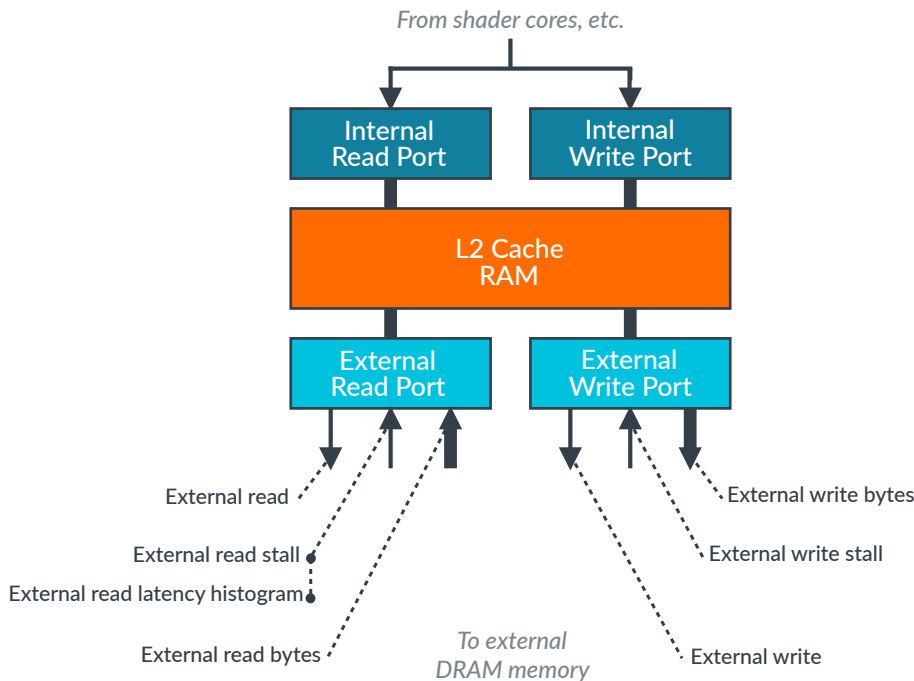 From shader cores, etc.
Internal
Read Port
Internal
Write Port
L2 Cache
RAM
External
Read Port
External
Write Port
External read
External write bytes
External read stall
External write stall
External read latency histogram
External read bytes
To external
DRAM memory
External write